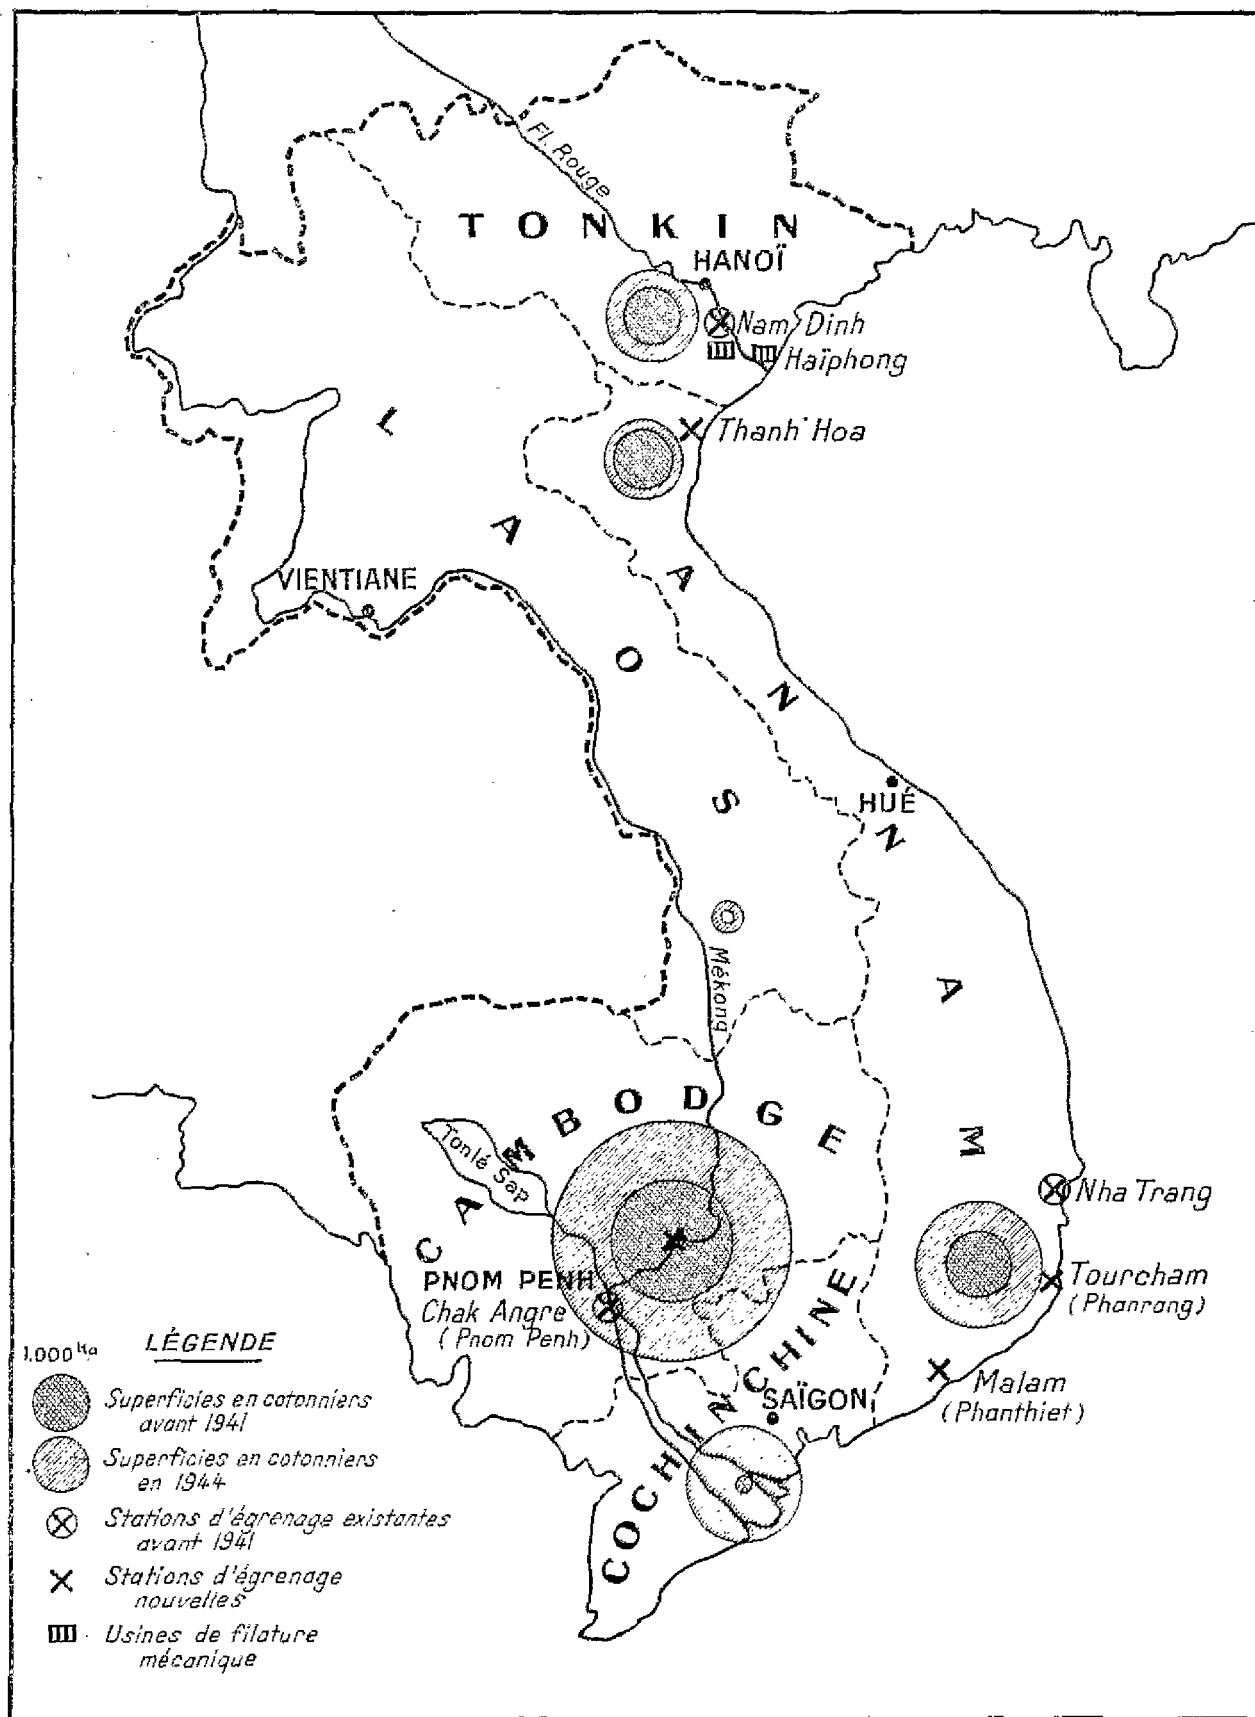 Fl. Rouge
TONKIN
HANOÏ
Nam Dinh
Haïphong
Thanh Hoa
LAOS
VIENTIANE
ANNAM
HUÉ
Mékong
CAMBODGE
Tonlé Sap
Nha Trang
PNOM PENH
Chak Angre
(Pnom Penh)
Tourcham
(Phanrang)
COCHINCHINE
SAÏGON
Malam
(Phanthiet)
LÉGENDE
1.000 Ha
Superficies en cotonniers
avant 1941
Superficies en cotonniers
en 1944
Stations d'égrenage existantes
avant 1941
Stations d'égrenage
nouvelles
Usines de filature
mécanique